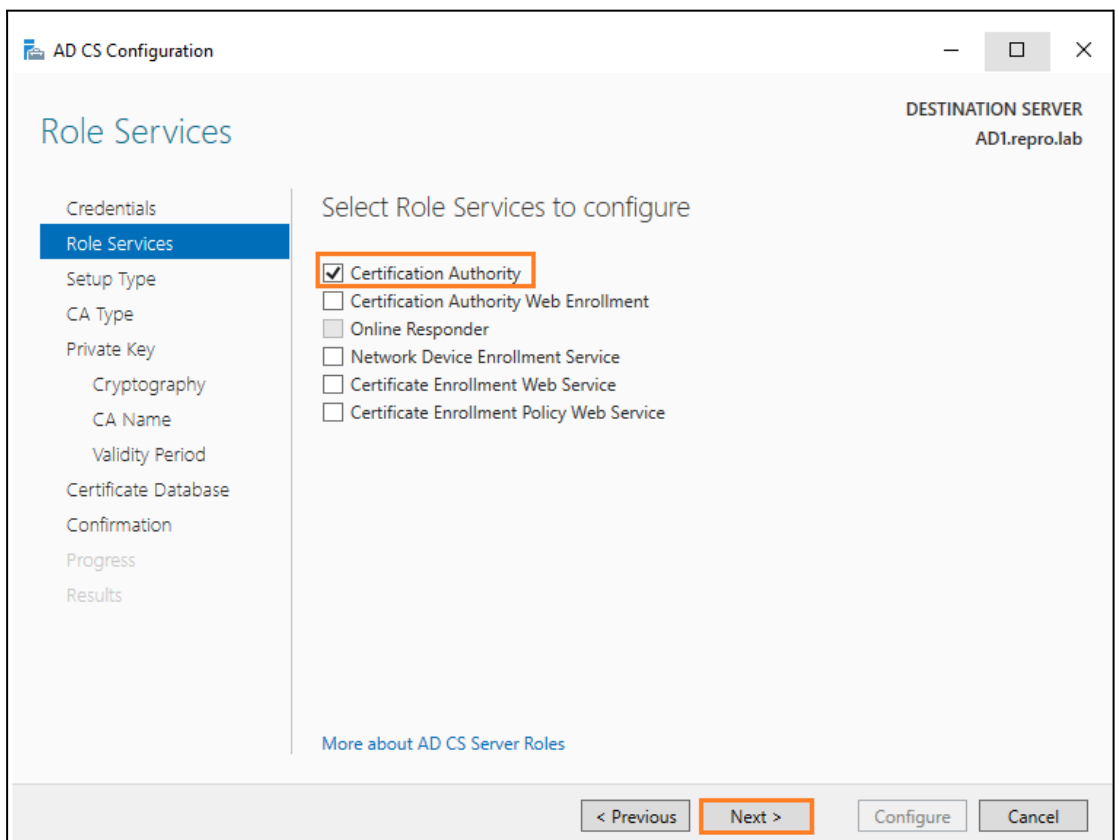 AD CS Configuration
DESTINATION SERVER
AD1.repro.lab
Role Services
Credentials
Role Services
Setup Type
CA Type
Private Key
Cryptography
CA Name
Validity Period
Certificate Database
Confirmation
Progress
Results
Select Role Services to configure
Certification Authority
Certification Authority Web Enrollment
Online Responder
Network Device Enrollment Service
Certificate Enrollment Web Service
Certificate Enrollment Policy Web Service
More about AD CS Server Roles
< Previous
Next >
Configure
Cancel